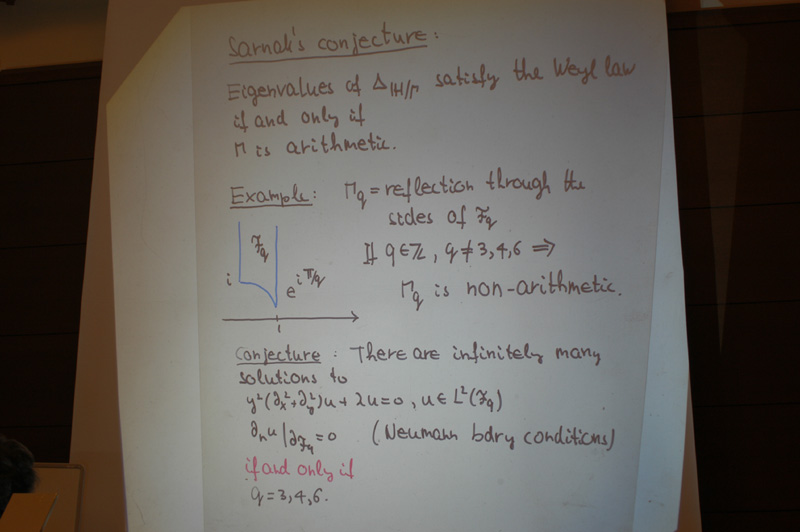 Sarnak's conjecture:
Eigenvalues of Δ_{ℍ/Γ} satisfy the Weyl law
if and only if
Γ is arithmetic.
Example: Γ_q = reflection through the
sides of ℱ_q
ℱ_q
If q ∈ ℤ, q ≠ 3,4,6 ⟹
i
e^{iπ/q}
Γ_q is non-arithmetic.
1
Conjecture: There are infinitely many
solutions to
y²(∂_x²+∂_y²)u + λu = 0, u ∈ L²(ℱ_q)
∂_n u|_{∂ℱ_q} = 0 (Neumann bdry conditions)
if and only if
q = 3,4,6.